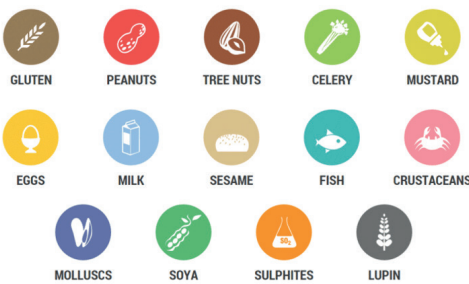 GLUTEN PEANUTS TREE NUTS CELERY MUSTARD
EGGS MILK SESAME FISH CRUSTACEANS
SO₂
MOLLUSCS SOYA SULPHITES LUPIN